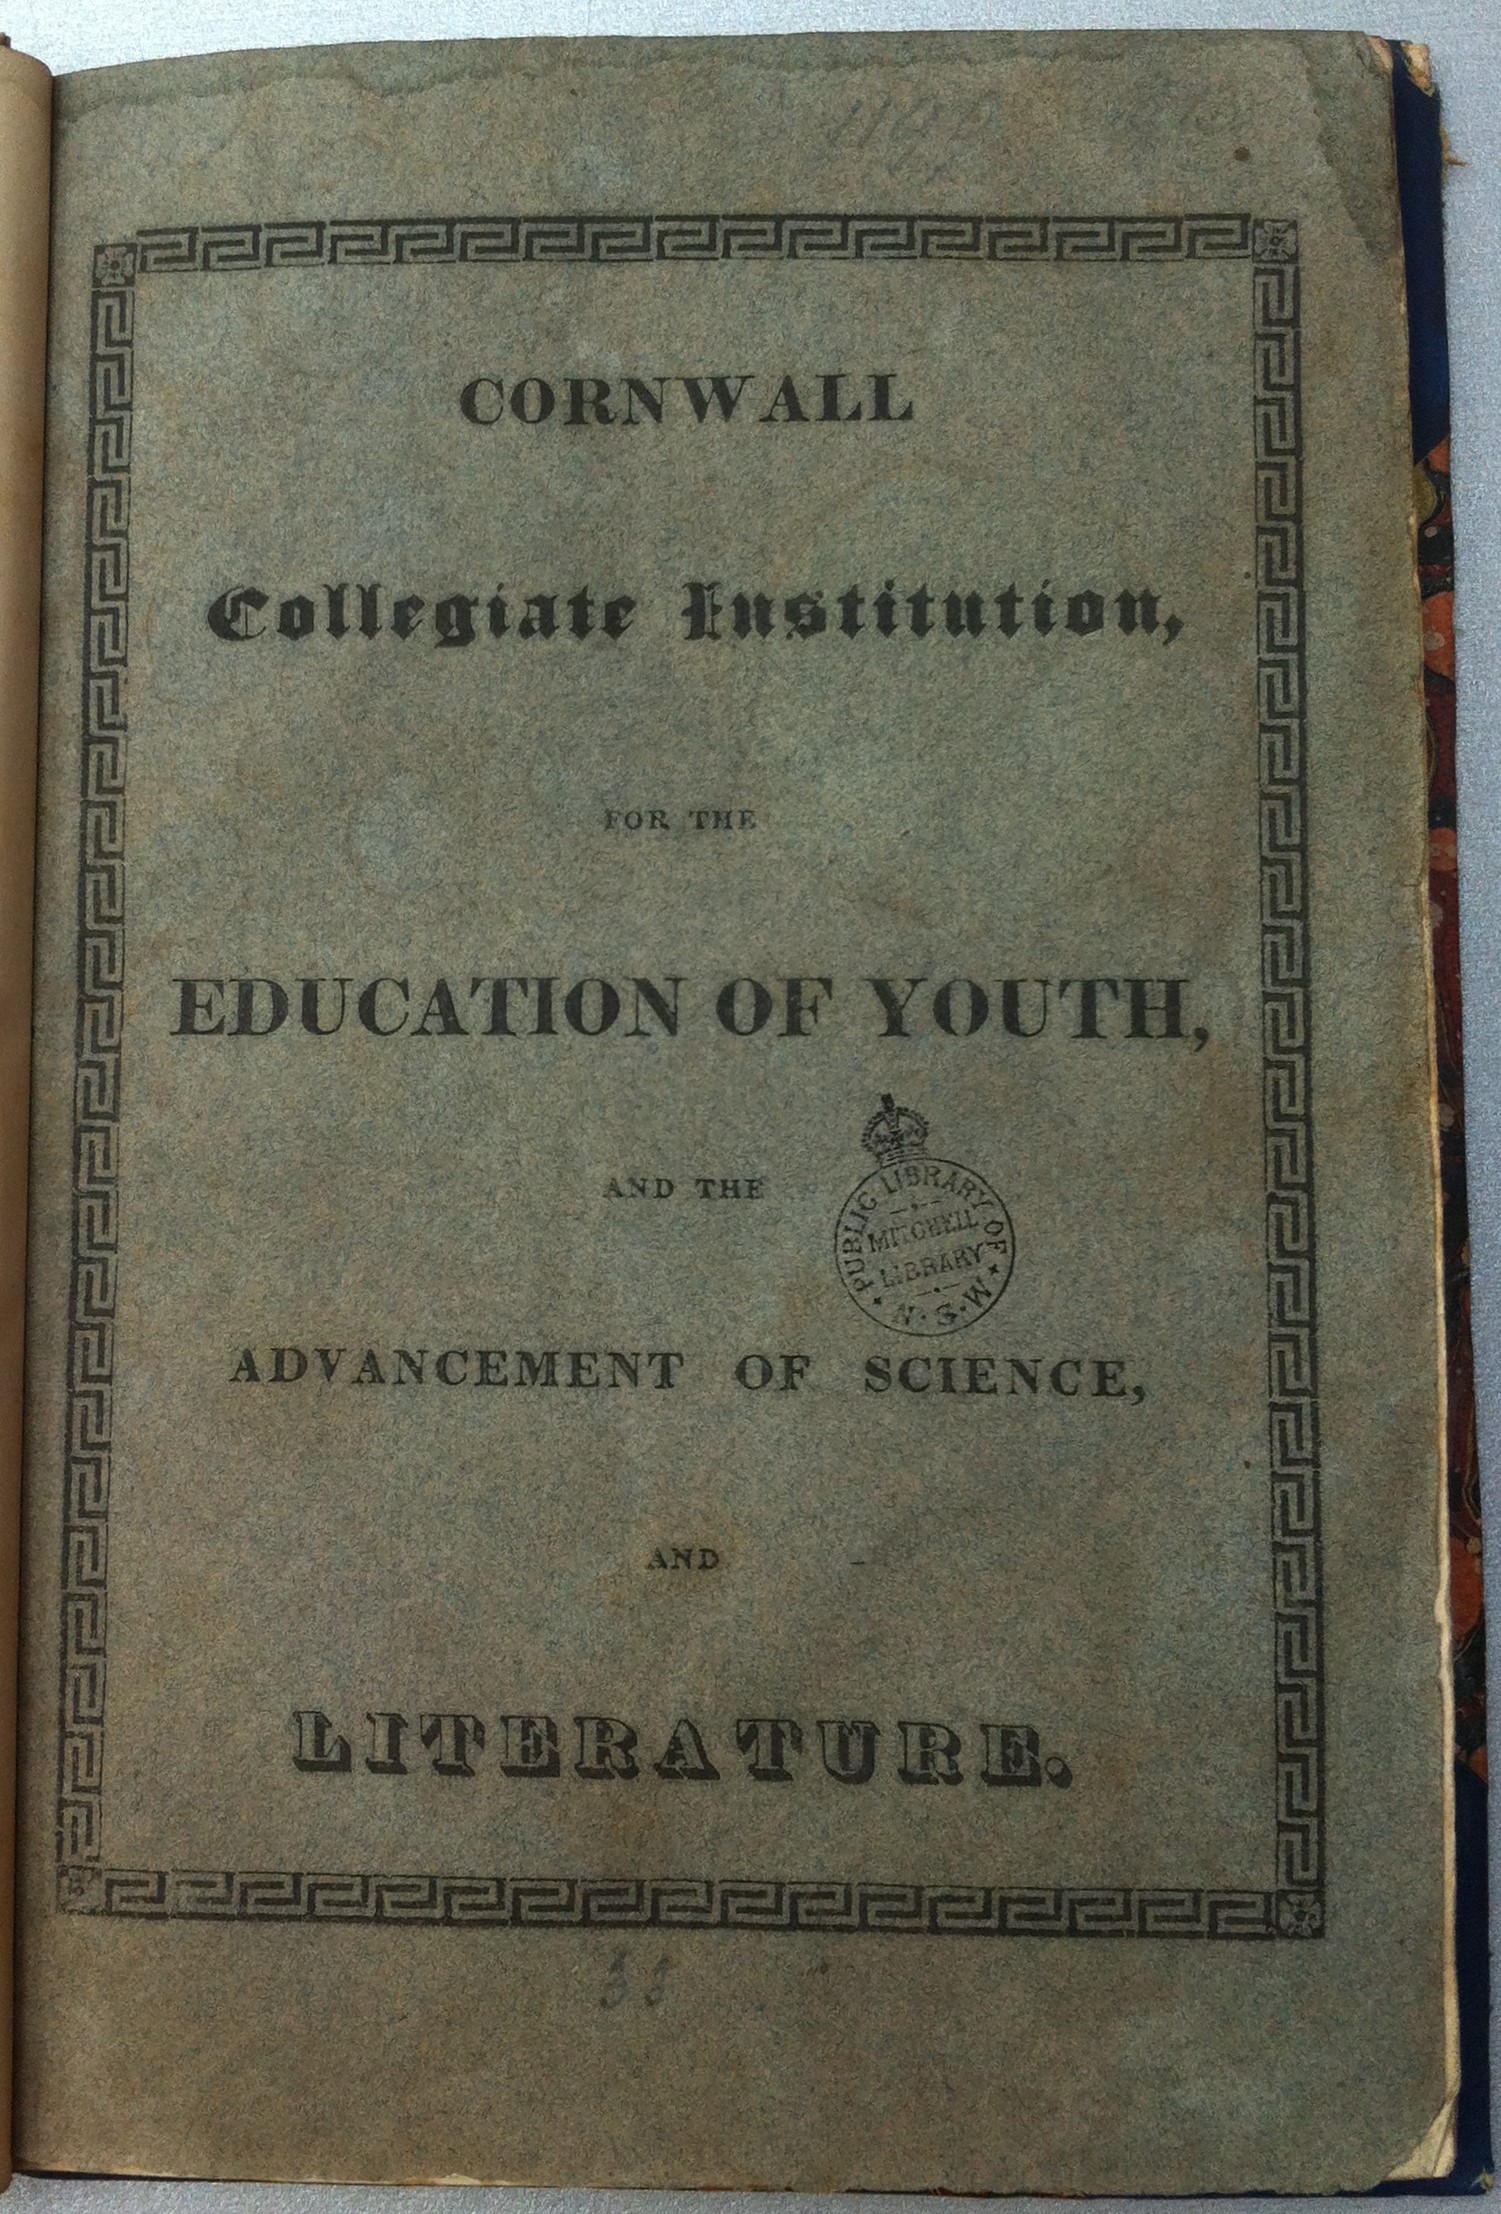 CORNWALL
Collegiate Institution,
FOR THE
EDUCATION OF YOUTH,
AND THE
PUBLIC LIBRARY OF
MITCHELL
LIBRARY
N.S.W
ADVANCEMENT OF SCIENCE,
AND
LITERATURE.
33